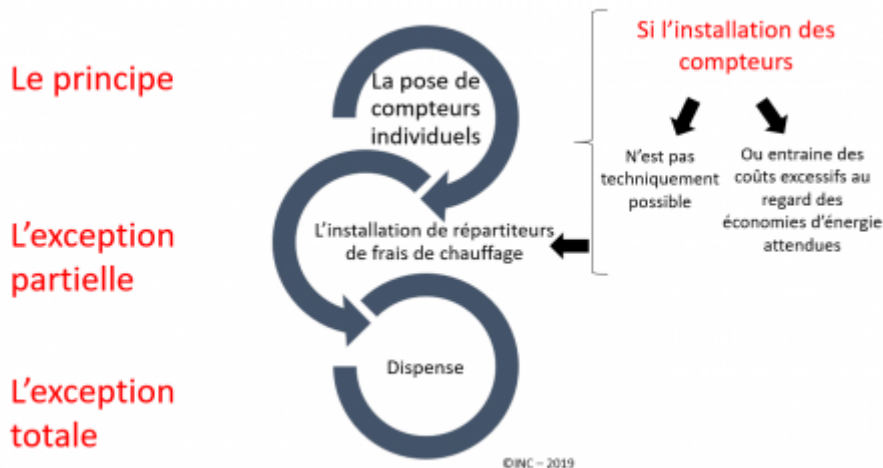 Le principe
La pose de
compteurs
individuels
Si l'installation des
compteurs
N'est pas
techniquement
possible
Ou entraine des
coûts excessifs au
regard des
économies d'énergie
attendues
L'exception
partielle
L'installation de répartiteurs
de frais de chauffage
L'exception
totale
Dispense
©INC – 2019